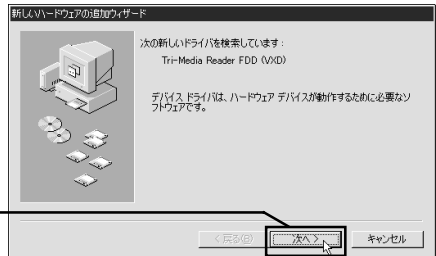 新しいハードウェアの追加ウィザード
次の新しいドライバを検索しています:
Tri-Media Reader FDD (VXD)
デバイス ドライバは、ハードウェア デバイスが動作するために必要なソ
フトウェアです。
< 戻る(B)
次へ >
キャンセル